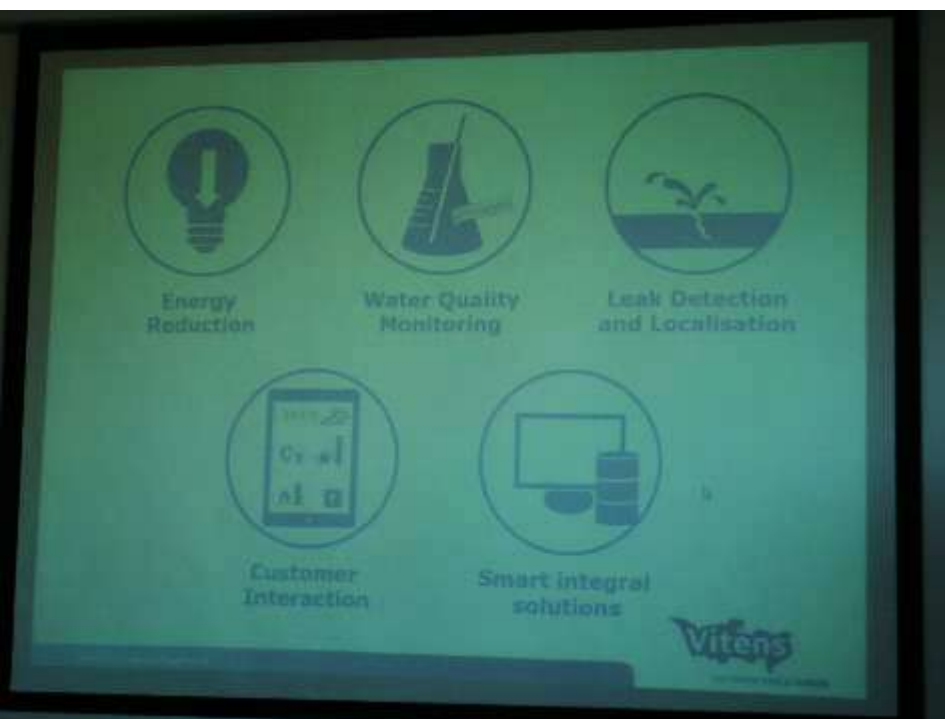 Energy
Reduction
Water Quality
Monitoring
Leak Detection
and Localisation
Customer
Interaction
Smart integral
solutions
Vitens